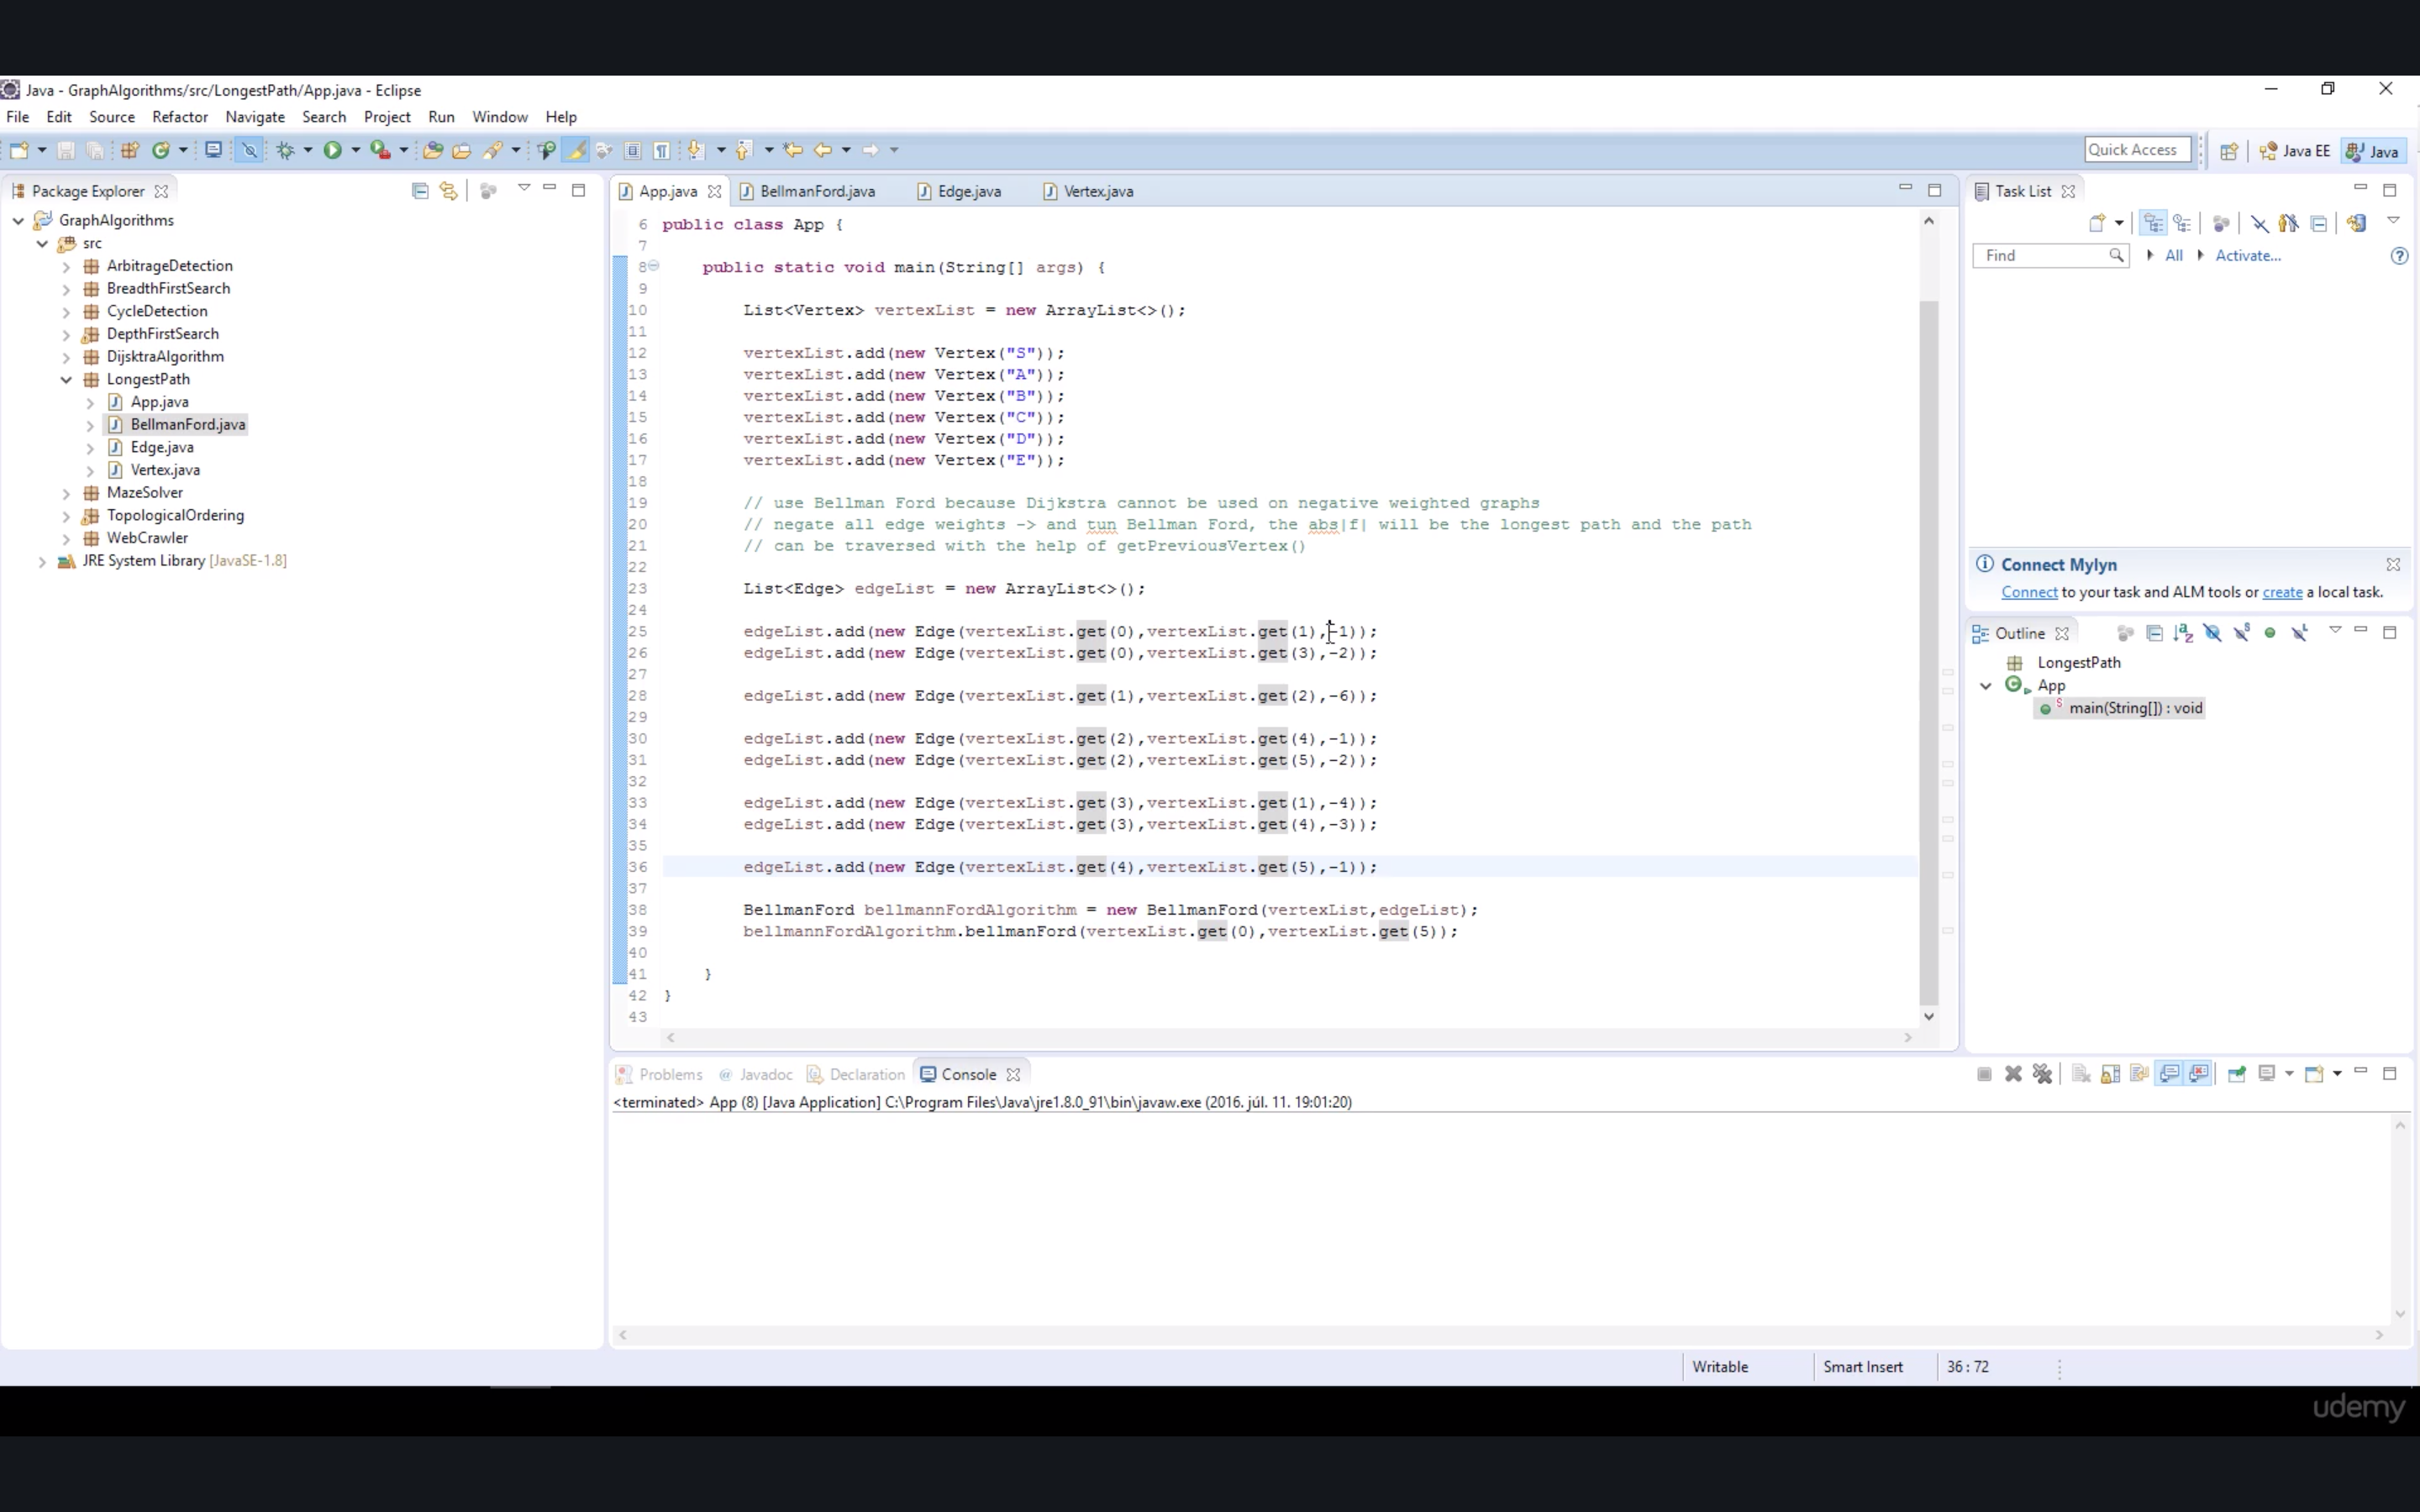 Java - GraphAlgorithms/src/LongestPath/App.java - Eclipse
File Edit Source Refactor Navigate Search Project Run Window Help
Quick Access Java EE Java
Package Explorer
GraphAlgorithms
src
ArbitrageDetection
BreadthFirstSearch
CycleDetection
DepthFirstSearch
DijsktraAlgorithm
LongestPath
App.java
BellmanFord.java
Edge.java
Vertex.java
MazeSolver
TopologicalOrdering
WebCrawler
JRE System Library [JavaSE-1.8]
App.java BellmanFord.java Edge.java Vertex.java
6 public class App {
7
8 public static void main(String[] args) {
9
10 List<Vertex> vertexList = new ArrayList<>();
11
12 vertexList.add(new Vertex("S"));
13 vertexList.add(new Vertex("A"));
14 vertexList.add(new Vertex("B"));
15 vertexList.add(new Vertex("C"));
16 vertexList.add(new Vertex("D"));
17 vertexList.add(new Vertex("E"));
18
19 // use Bellman Ford because Dijkstra cannot be used on negative weighted graphs
20 // negate all edge weights -> and tun Bellman Ford, the abs|f| will be the longest path and the path
21 // can be traversed with the help of getPreviousVertex()
22
23 List<Edge> edgeList = new ArrayList<>();
24
25 edgeList.add(new Edge(vertexList.get(0),vertexList.get(1),-1));
26 edgeList.add(new Edge(vertexList.get(0),vertexList.get(3),-2));
27
28 edgeList.add(new Edge(vertexList.get(1),vertexList.get(2),-6));
29
30 edgeList.add(new Edge(vertexList.get(2),vertexList.get(4),-1));
31 edgeList.add(new Edge(vertexList.get(2),vertexList.get(5),-2));
32
33 edgeList.add(new Edge(vertexList.get(3),vertexList.get(1),-4));
34 edgeList.add(new Edge(vertexList.get(3),vertexList.get(4),-3));
35
36 edgeList.add(new Edge(vertexList.get(4),vertexList.get(5),-1));
37
38 BellmanFord bellmannFordAlgorithm = new BellmanFord(vertexList,edgeList);
39 bellmannFordAlgorithm.bellmanFord(vertexList.get(0),vertexList.get(5));
40
41 }
42 }
43
Task List
Find All Activate...
Connect Mylyn
Connect to your task and ALM tools or create a local task.
Outline
LongestPath
App
main(String[]) : void
Problems @ Javadoc Declaration Console
<terminated> App (8) [Java Application] C:\Program Files\Java\jre1.8.0_91\bin\javaw.exe (2016. júl. 11. 19:01:20)
Writable Smart Insert 36 : 72
udemy